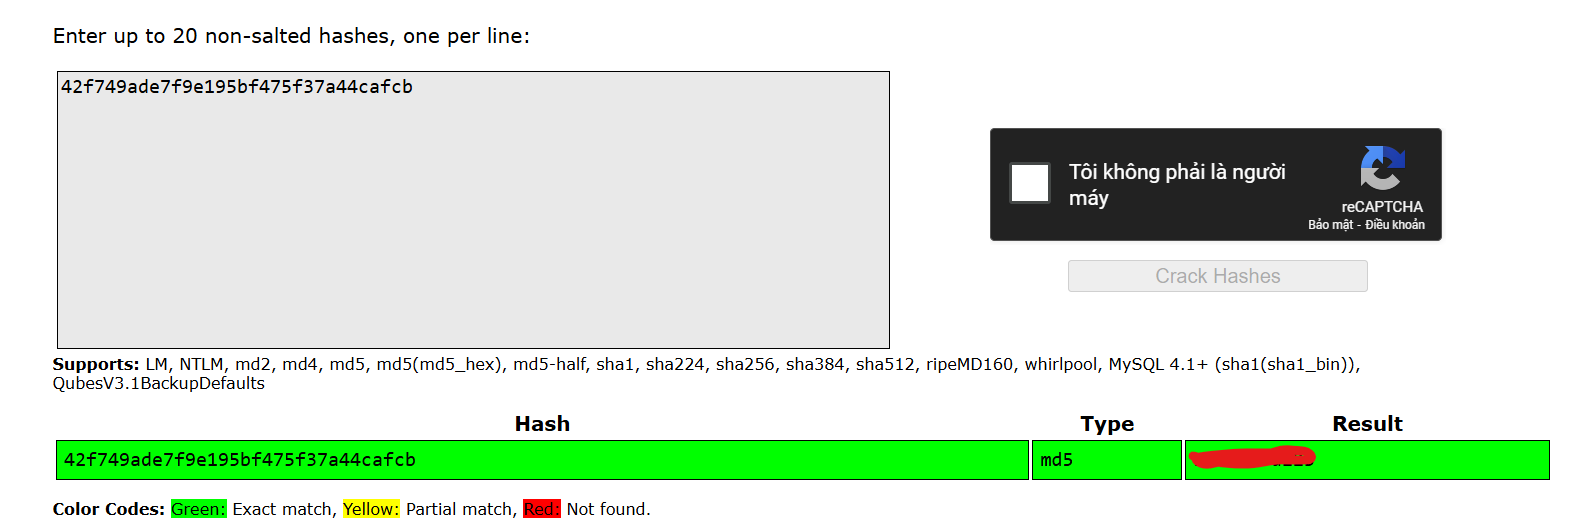 Enter up to 20 non-salted hashes, one per line:
42f749ade7f9e195bf475f37a44cafcb
Tôi không phải là người
máy
reCAPTCHA
Bảo mật - Điều khoản
Crack Hashes
Supports: LM, NTLM, md2, md4, md5, md5(md5_hex), md5-half, sha1, sha224, sha256, sha384, sha512, ripeMD160, whirlpool, MySQL 4.1+ (sha1(sha1_bin)),
QubesV3.1BackupDefaults
Hash Type Result
42f749ade7f9e195bf475f37a44cafcb md5
Color Codes: Green: Exact match, Yellow: Partial match, Red: Not found.